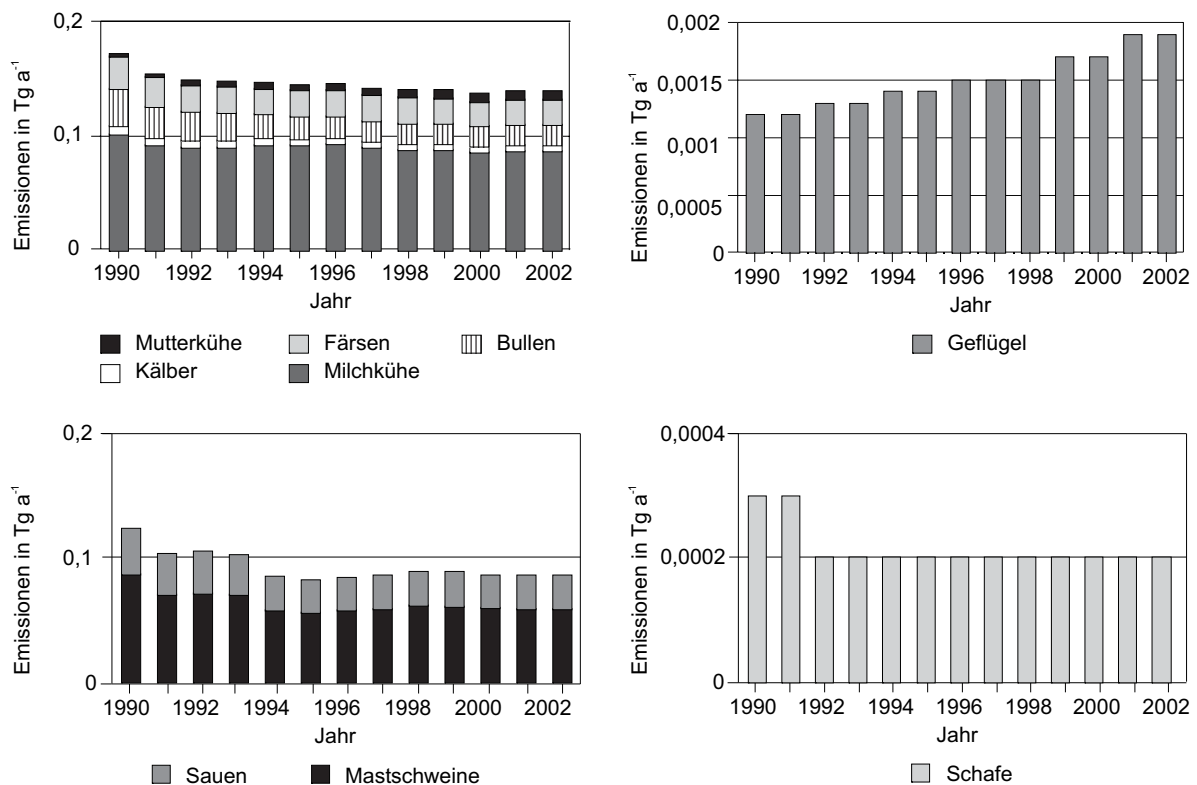 Emissionen in Tg a⁻¹
0,2
0,1
0
1990 1992 1994 1996 1998 2000 2002
Jahr
Mutterkühe Färsen Bullen
Kälber Milchkühe
Emissionen in Tg a⁻¹
0,002
0,0015
0,001
0,0005
0
1990 1992 1994 1996 1998 2000 2002
Jahr
Geflügel
Emissionen in Tg a⁻¹
0,2
0,1
0
1990 1992 1994 1996 1998 2000 2002
Jahr
Sauen Mastschweine
Emissionen in Tg a⁻¹
0,0004
0,0002
0
1990 1992 1994 1996 1998 2000 2002
Jahr
Schafe